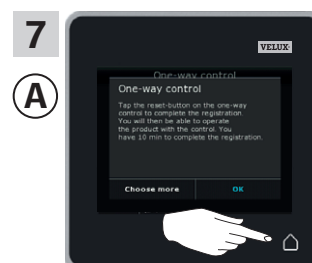 7
VELUX
A
One-way control
One-way control
Tap the reset-button on the one-way
control to complete the registration.
You will then be able to operate
the product with the control. You
have 10 min to complete the registration.
Choose more OK